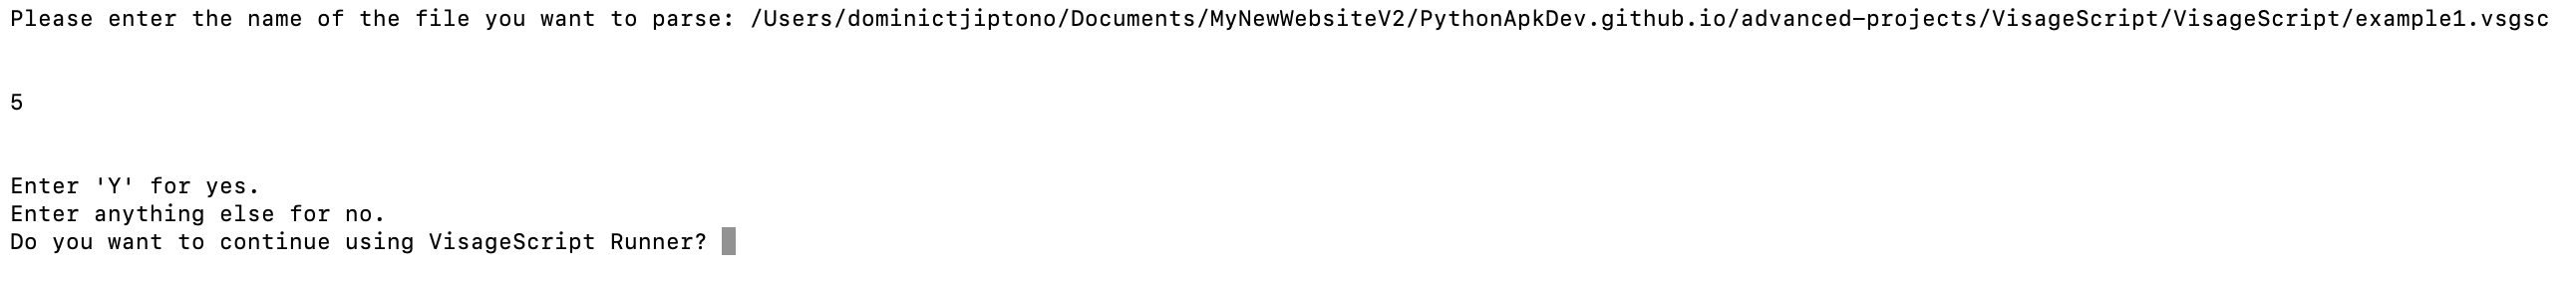 Please enter the name of the file you want to parse: /Users/dominictjiptono/Documents/MyNewWebsiteV2/PythonApkDev.github.io/advanced-projects/VisageScript/VisageScript/example1.vsgsc
5
Enter 'Y' for yes.
Enter anything else for no.
Do you want to continue using VisageScript Runner?